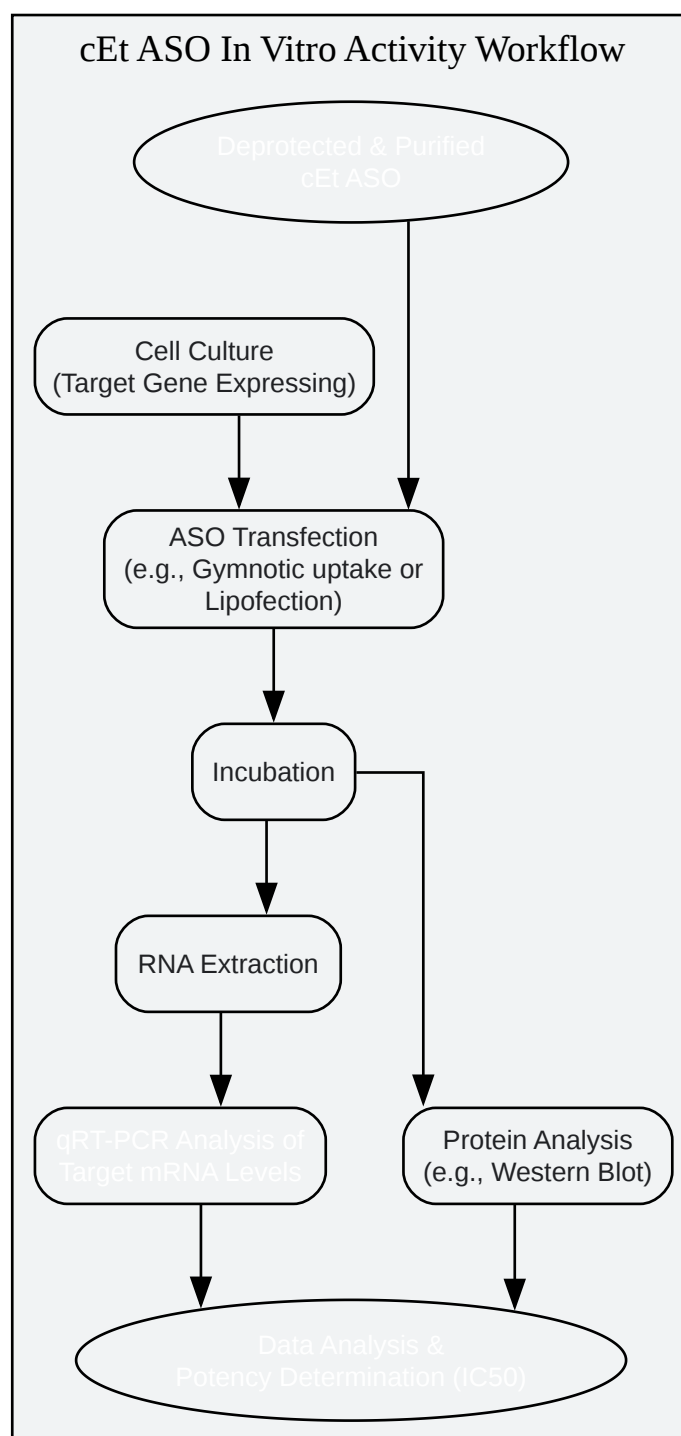 cEt ASO In Vitro Activity Workflow
Deprotected & Purified
cEt ASO
Cell Culture
(Target Gene Expressing)
ASO Transfection
(e.g., Gymnotic uptake or
Lipofection)
Incubation
RNA Extraction
qRT-PCR Analysis of
Target mRNA Levels
Protein Analysis
(e.g., Western Blot)
Data Analysis &
Potency Determination (IC50)